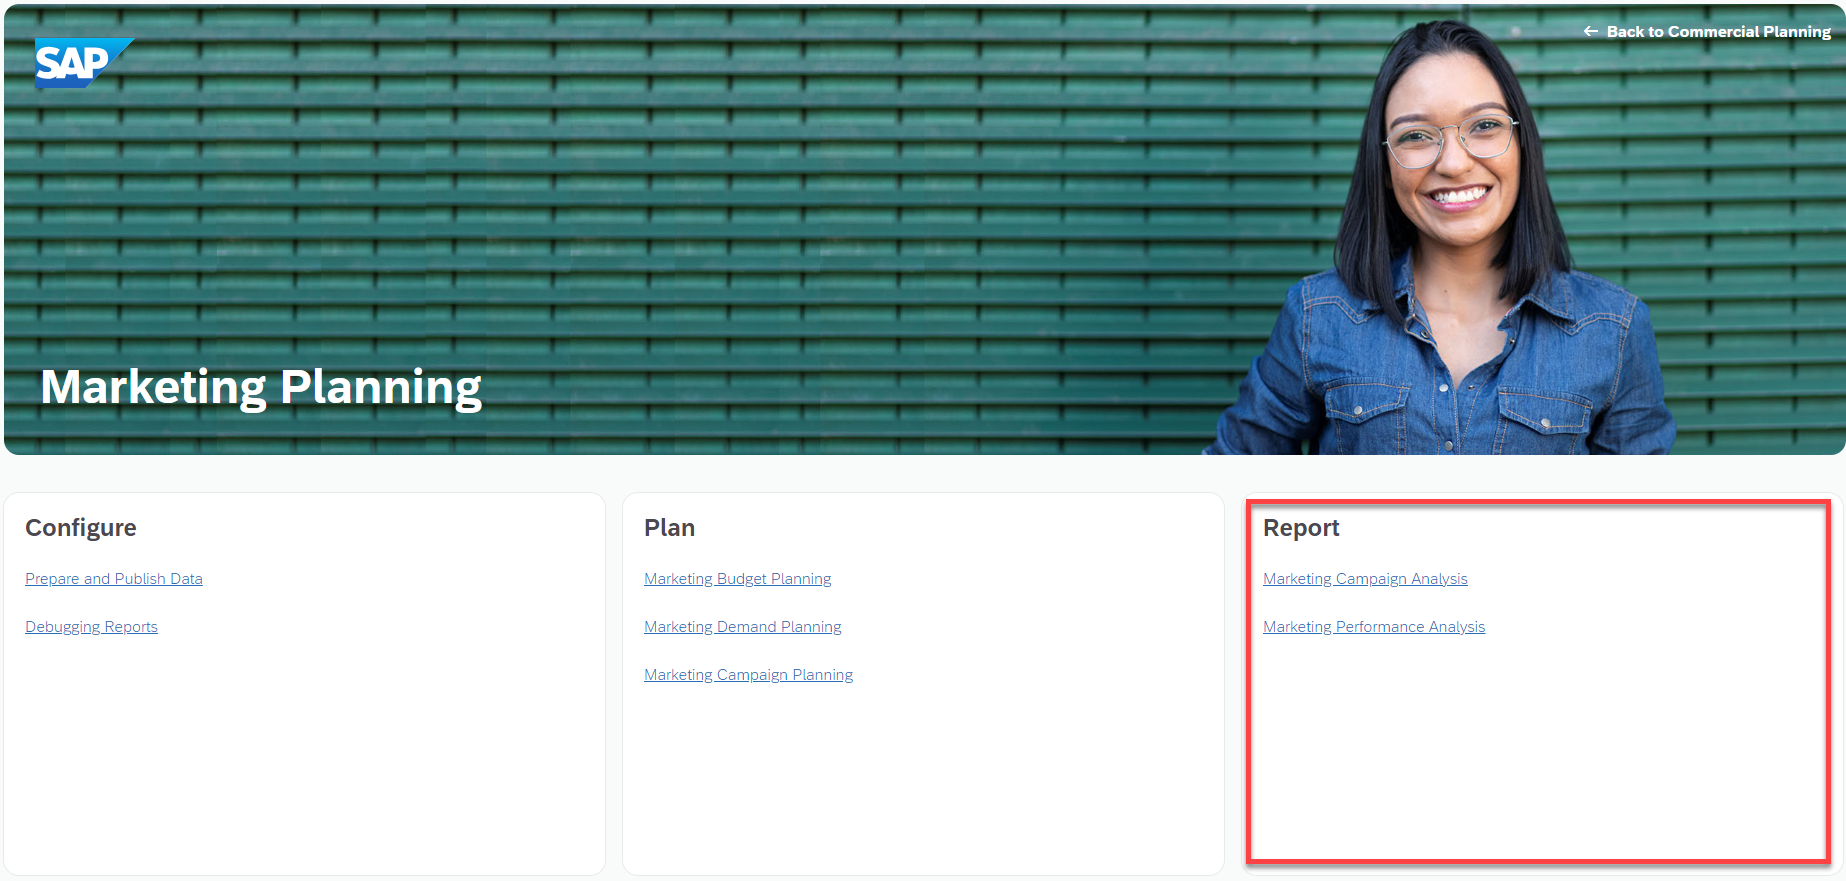 SAP
← Back to Commercial Planning
Marketing Planning
Configure
Prepare and Publish Data
Debugging Reports
Plan
Marketing Budget Planning
Marketing Demand Planning
Marketing Campaign Planning
Report
Marketing Campaign Analysis
Marketing Performance Analysis